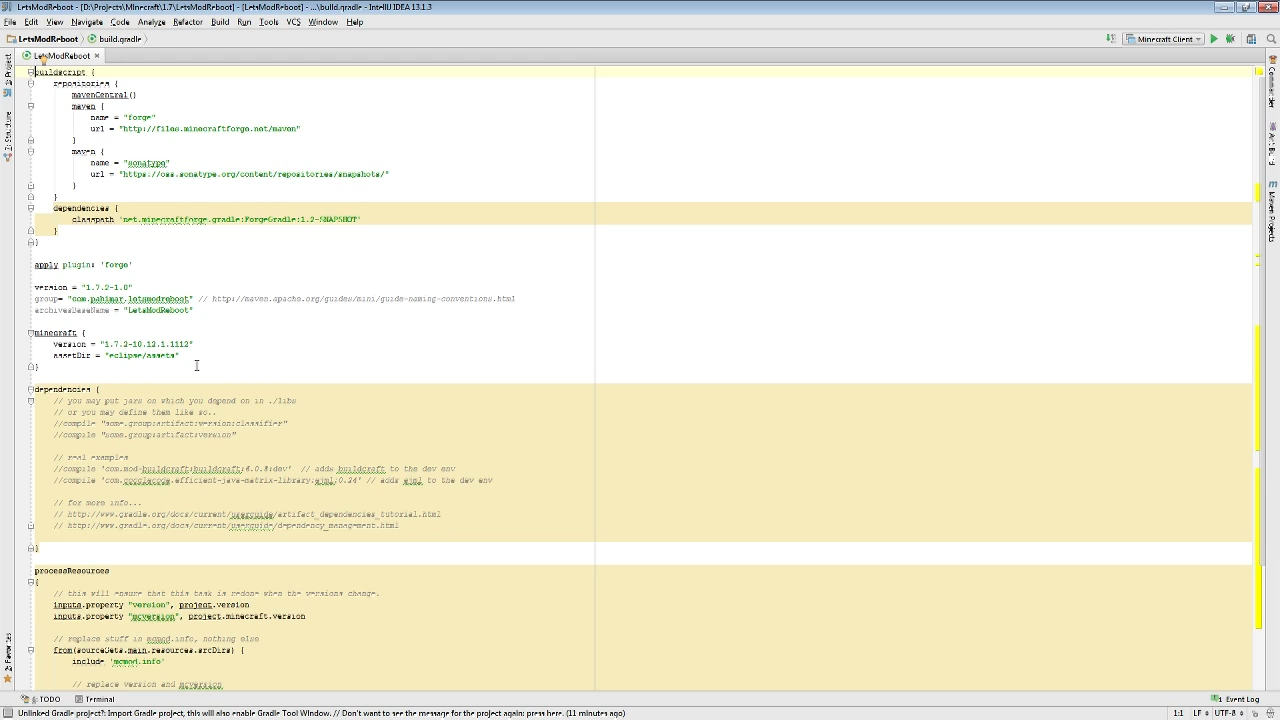 LetsModReboot - [D:\Projects\Minecraft\1.7\LetsModReboot] - [LetsModReboot] - ...\build.gradle - IntelliJ IDEA 13.1.3
File Edit View Navigate Code Analyze Refactor Build Run Tools VCS Window Help
LetsModReboot build.gradle Minecraft Client
LetsModReboot
buildscript {
repositories {
mavenCentral()
maven {
name = "forge"
url = "http://files.minecraftforge.net/maven"
}
maven {
name = "sonatype"
url = "https://oss.sonatype.org/content/repositories/snapshots/"
}
}
dependencies {
classpath 'net.minecraftforge.gradle:ForgeGradle:1.2-SNAPSHOT'
}
}
apply plugin: 'forge'
version = "1.7.2-1.0"
group= "com.pahimar.letsmodreboot" // http://maven.apache.org/guides/mini/guide-naming-conventions.html
archivesBaseName = "LetsModReboot"
minecraft {
version = "1.7.2-10.12.1.1112"
assetDir = "eclipse/assets"
}
dependencies {
// you may put jars on which you depend on in ./libs
// or you may define them like so..
//compile "some.group:artifact:version:classifier"
//compile "some.group:artifact:version"
// real examples
//compile 'com.mod-buildcraft:buildcraft:6.0.8:dev' // adds buildcraft to the dev env
//compile 'com.googlecode.efficient-java-matrix-library:ejml:0.24' // adds ejml to the dev env
// for more info...
// http://www.gradle.org/docs/current/userguide/artifact_dependencies_tutorial.html
// http://www.gradle.org/docs/current/userguide/dependency_management.html
}
processResources
{
// this will ensure that this task is redone when the versions change.
inputs.property "version", project.version
inputs.property "mcversion", project.minecraft.version
// replace stuff in mcmod.info, nothing else
from(sourceSets.main.resources.srcDirs) {
include 'mcmod.info'
// replace version and mcversion
Project
Structure
Favorites
Commander
Ant Build
Maven Projects
6: TODO Terminal Event Log
Unlinked Gradle project?: Import Gradle project, this will also enable Gradle Tool Window. // Don't want to see the message for the project again: press here. (11 minutes ago) 1:1 LF UTF-8